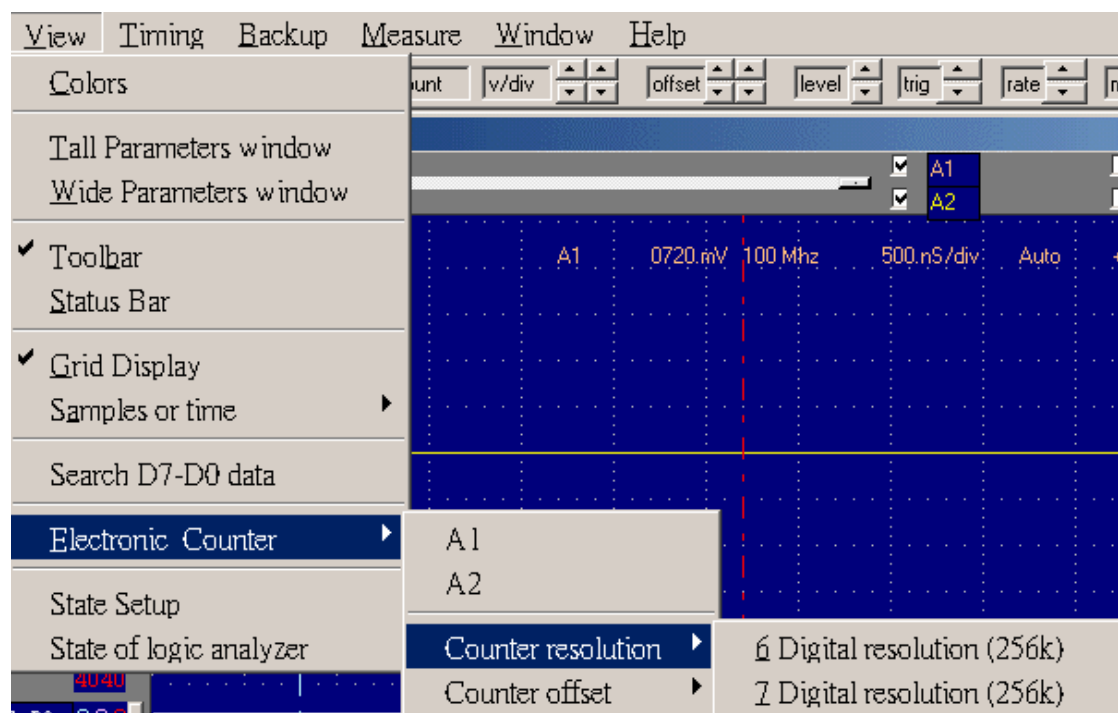 View Timing Backup Measure Window Help
Colors
v/div offset level trig rate
Tall Parameters window
Wide Parameters window
A1
A2
Toolbar
A1 0720.mV 100 Mhz 500.nS/div Auto
Status Bar
Grid Display
Samples or time
Search D7-D0 data
Electronic Counter
A1
A2
State Setup
State of logic analyzer
Counter resolution
6 Digital resolution (256k)
Counter offset
7 Digital resolution (256k)
4040